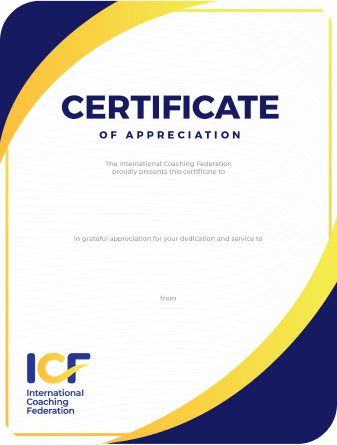 CERTIFICATE
OF APPRECIATION
The International Coaching Federation
proudly presents this certificate to
in grateful appreciation for your dedication and service to
from
ICF
International
Coaching
Federation